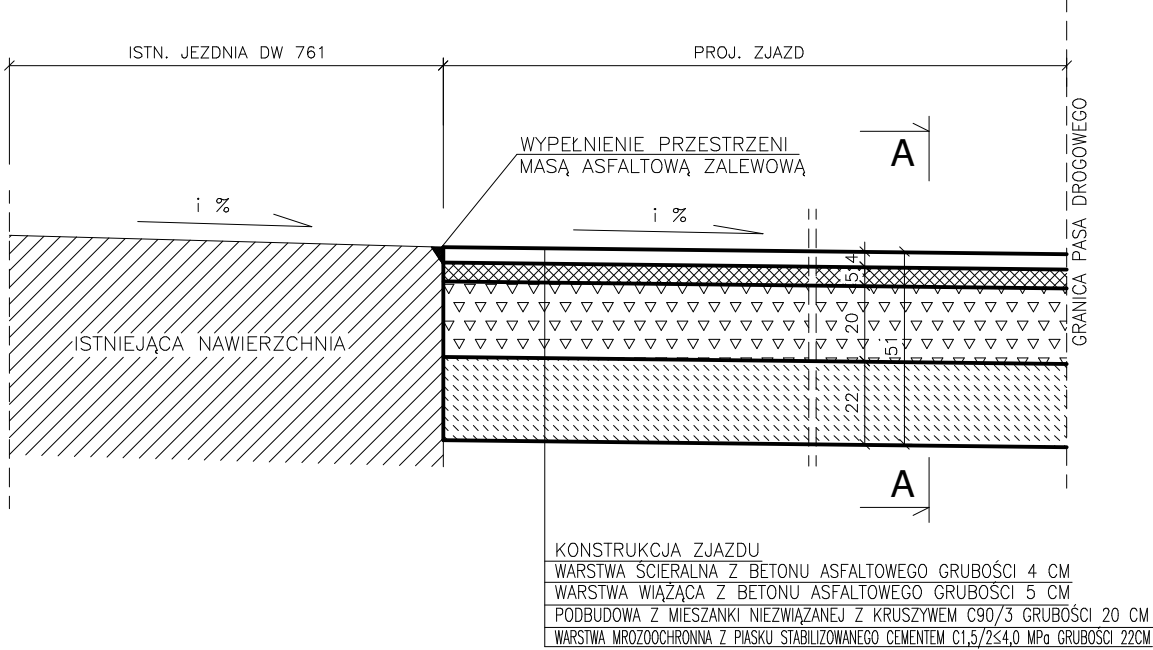 ISTN. JEZDNIA DW 761
PROJ. ZJAZD
WYPEŁNIENIE PRZESTRZENI
MASĄ ASFALTOWĄ ZALEWOWĄ
A
GRANICA PASA DROGOWEGO
i %
i %
4
5
20
51
22
ISTNIEJĄCA NAWIERZCHNIA
A
KONSTRUKCJA ZJAZDU
WARSTWA ŚCIERALNA Z BETONU ASFALTOWEGO GRUBOŚCI 4 CM
WARSTWA WIĄŻĄCA Z BETONU ASFALTOWEGO GRUBOŚCI 5 CM
PODBUDOWA Z MIESZANKI NIEZWIĄZANEJ Z KRUSZYWEM C90/3 GRUBOŚCI 20 CM
WARSTWA MROZOOCHRONNA Z PIASKU STABILIZOWANEGO CEMENTEM C1,5/2≤4,0 MPa GRUBOŚCI 22CM